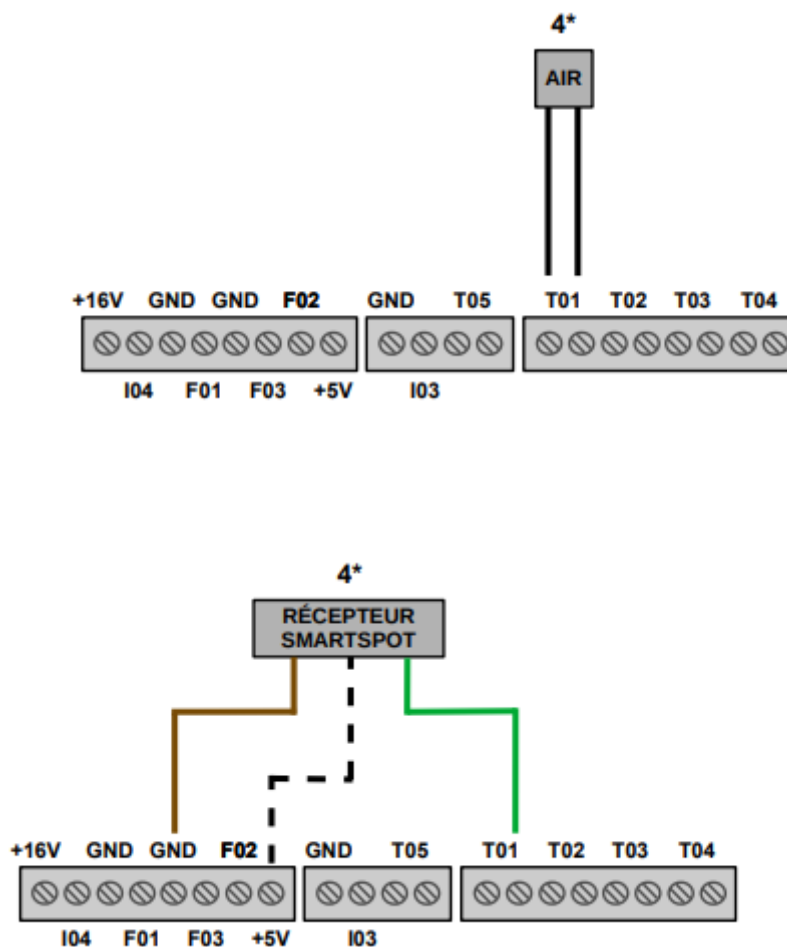 4*
AIR
+16V GND GND F02 GND T05 T01 T02 T03 T04
I04 F01 F03 +5V I03
4*
RÉCEPTEUR
SMARTSPOT
+16V GND GND F02 GND T05 T01 T02 T03 T04
I04 F01 F03 +5V I03